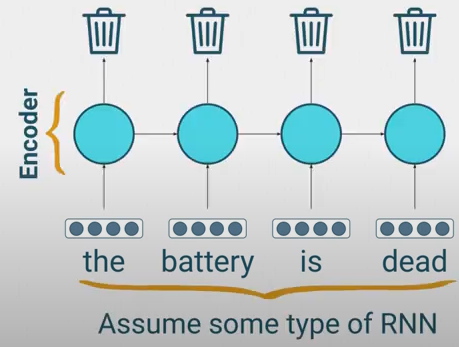 Encoder
the battery is dead
Assume some type of RNN